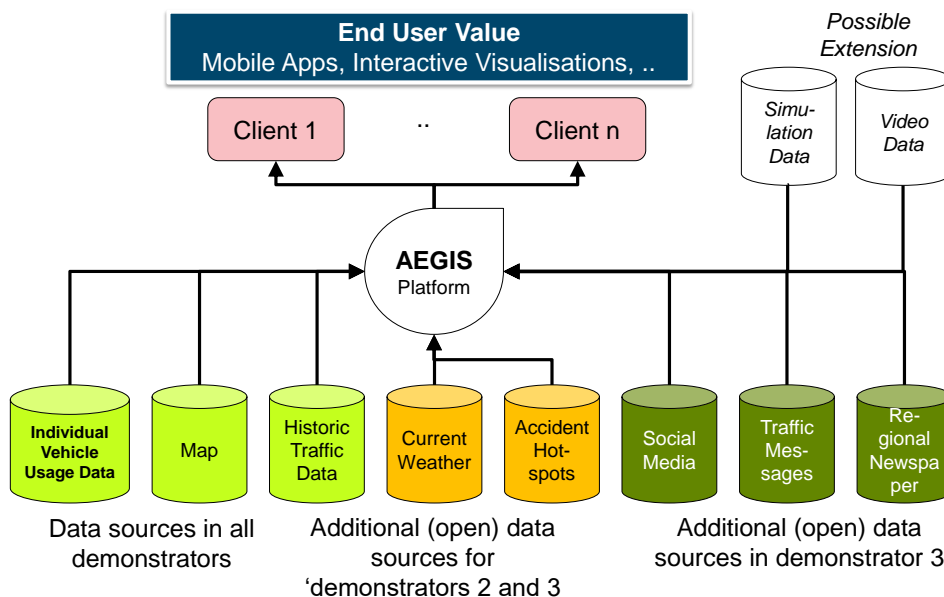 End User Value
Mobile Apps, Interactive Visualisations, ..
Possible
Extension
Client 1
..
Client n
Simu-
lation
Data
Video
Data
AEGIS
Platform
Individual
Vehicle
Usage Data
Map
Historic
Traffic
Data
Current
Weather
Accident
Hot-
spots
Social
Media
Traffic
Mes-
sages
Re-
gional
Newspa
per
Data sources in all
demonstrators
Additional (open) data
sources for
‘demonstrators 2 and 3
Additional (open) data
sources in demonstrator 3